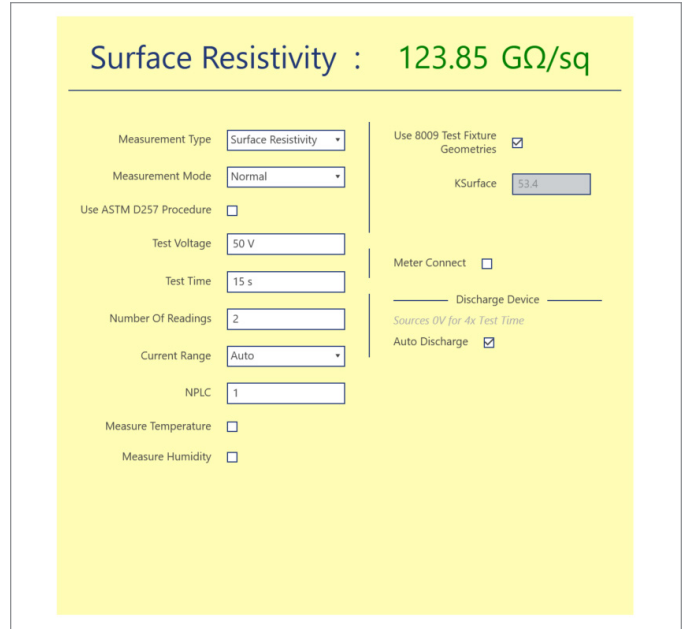 Surface Resistivity : 123.85 GΩ/sq
Measurement Type Surface Resistivity
Measurement Mode Normal
Use ASTM D257 Procedure
Test Voltage 50 V
Test Time 15 s
Number Of Readings 2
Current Range Auto
NPLC 1
Measure Temperature
Measure Humidity
Use 8009 Test Fixture
Geometries
KSurface 53.4
Meter Connect
Discharge Device
Sources 0V for 4x Test Time
Auto Discharge